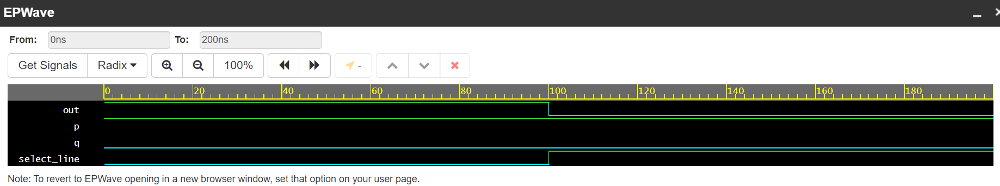 EPWave
From: 0ns To: 200ns
Get Signals Radix 100% -
0 20 40 60 80 100 120 140 160 180
out
p
q
select_line
Note: To revert to EPWave opening in a new browser window, set that option on your user page.